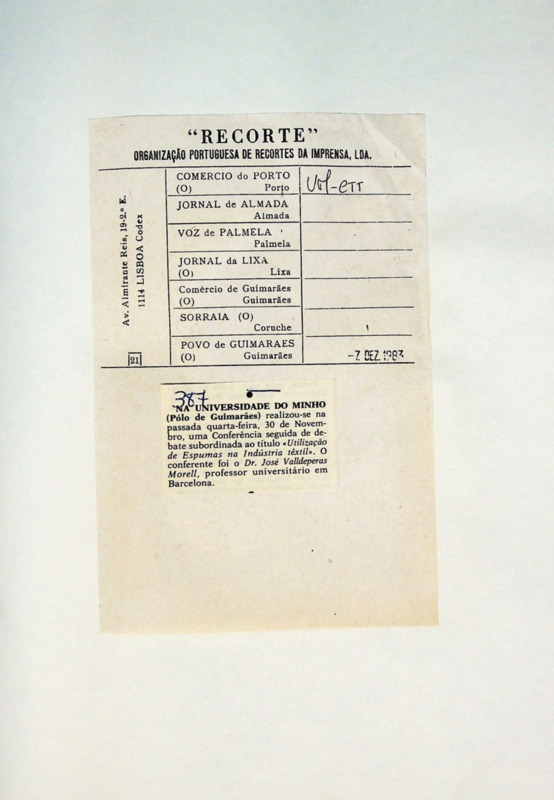 "RECORTE"
ORGANIZAÇÃO PORTUGUESA DE RECORTES DA IMPRENSA, LDA.
Av. Almirante Reis, 19-2.º E.
1114 LISBOA Codex
21
COMERCIO do PORTO
(O) Porto
JORNAL de ALMADA
Almada
VOZ de PALMELA
Palmela
JORNAL da LIXA
(O) Lixa
Comércio de Guimarães
(O) Guimarães
SORRAIA (O)
Coruche
POVO de GUIMARAES
(O) Guimarães
-7. DEZ. 1983
387
NA UNIVERSIDADE DO MINHO
(Pólo de Guimarães) realizou-se na
passada quarta-feira, 30 de Novem-
bro, uma Conferência seguida de de-
bate subordinada ao título «Utilização
de Espumas na Indústria têxtil». O
conferente foi o Dr. José Valldeperas
Morell, professor universitário em
Barcelona.